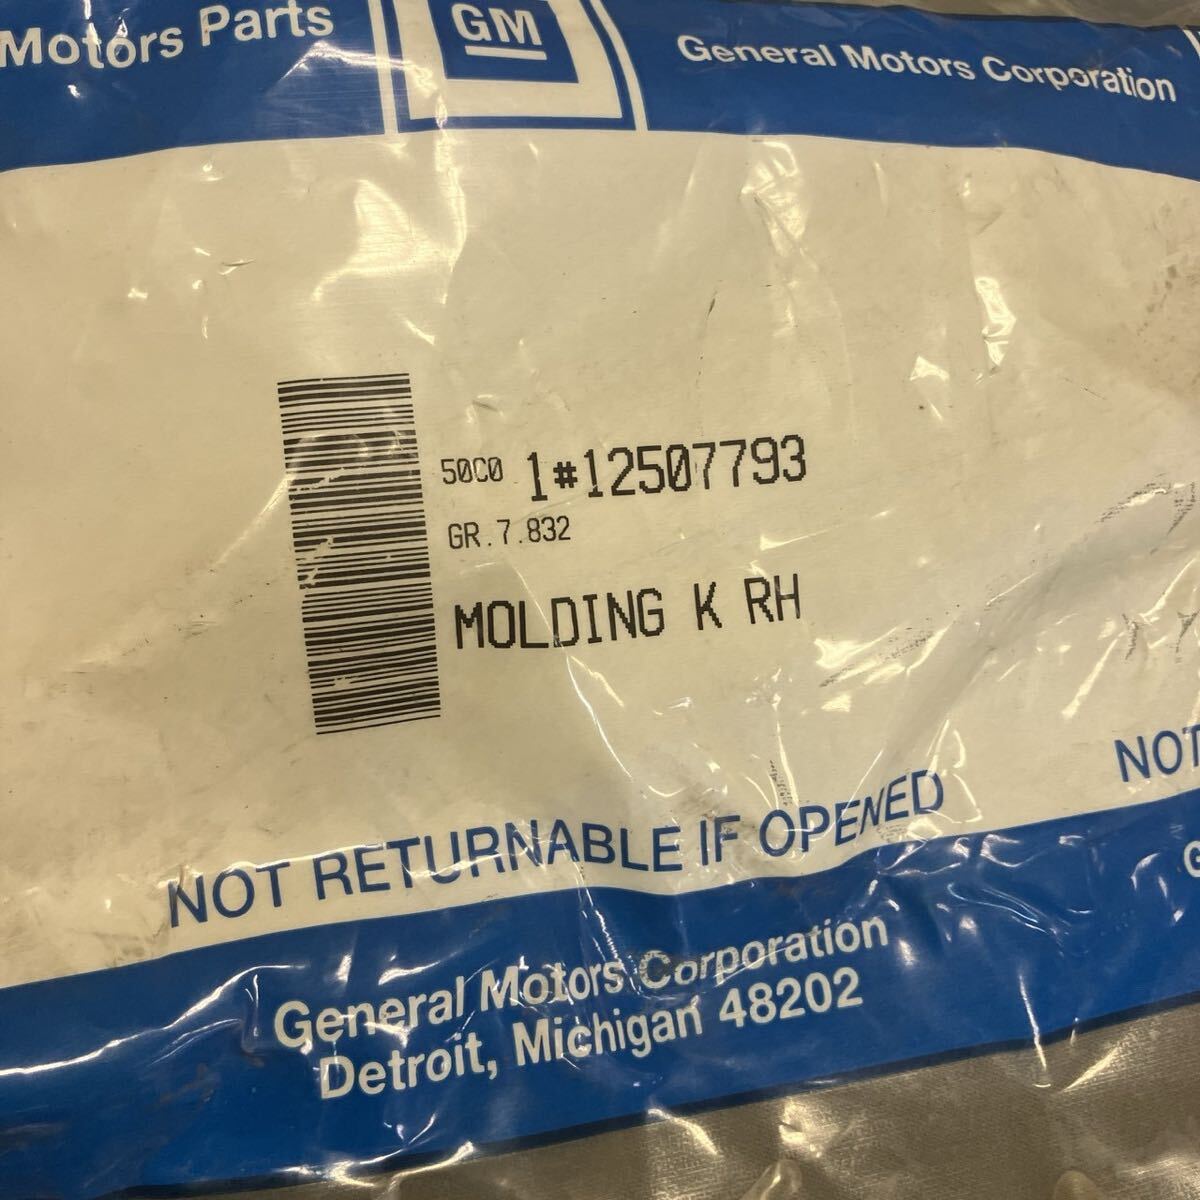 Motors Parts
GM
General Motors Corporation
50C0 1#12507793
GR.7.832
MOLDING K RH
NOT RETURNABLE IF OPENED
NOT
General Motors Corporation
Detroit, Michigan 48202